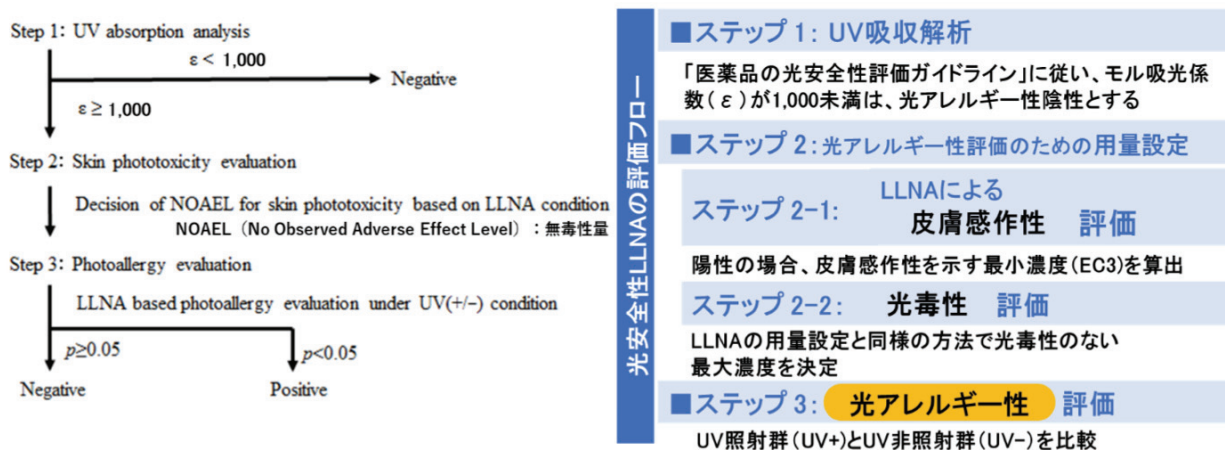 Step 1: UV absorption analysis
ε < 1,000
Negative
ε ≥ 1,000
Step 2: Skin phototoxicity evaluation
Decision of NOAEL for skin phototoxicity based on LLNA condition
NOAEL (No Observed Adverse Effect Level) : 無毒性量
Step 3: Photoallergy evaluation
LLNA based photoallergy evaluation under UV(+/−) condition
p≥0.05
p<0.05
Negative
Positive
光安全性LLNAの評価フロー
■ステップ1: UV吸収解析
「医薬品の光安全性評価ガイドライン」に従い、モル吸光係
数(ε)が1,000未満は、光アレルギー性陰性とする
■ステップ2:光アレルギー性評価のための用量設定
LLNAによる
ステップ2-1: 皮膚感作性 評価
陽性の場合、皮膚感作性を示す最小濃度(EC3)を算出
ステップ2-2: 光毒性 評価
LLNAの用量設定と同様の方法で光毒性のない
最大濃度を決定
■ステップ3: 光アレルギー性 評価
UV照射群(UV+)とUV非照射群(UV-)を比較